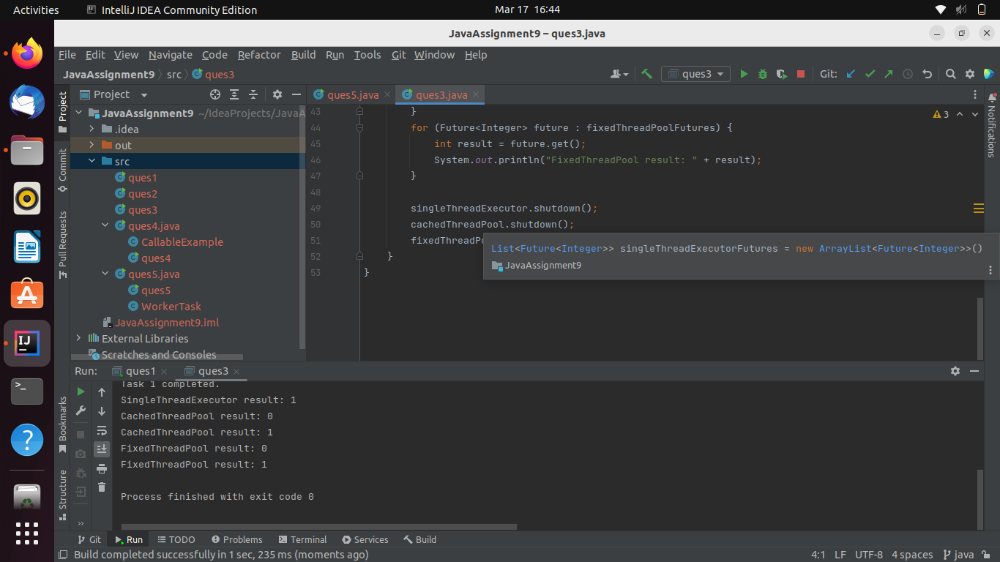 Activities IntelliJ IDEA Community Edition Mar 17 16:44
JavaAssignment9 – ques3.java
File Edit View Navigate Code Refactor Build Run Tools Git Window Help
JavaAssignment9 src ques3 ques3 Git:
Project
Project
ques5.java
ques3.java
JavaAssignment9 ~/IdeaProjects/JavaA
.idea
out
src
ques1
ques2
ques3
ques4.java
CallableExample
ques4
ques5.java
ques5
WorkerTask
JavaAssignment9.iml
External Libraries
Scratches and Consoles
Commit
Pull Requests
Bookmarks
Structure
Notifications
3
43 }
44 for (Future<Integer> future : fixedThreadPoolFutures) {
45 int result = future.get();
46 System.out.println("FixedThreadPool result: " + result);
47 }
48
49 singleThreadExecutor.shutdown();
50 cachedThreadPool.shutdown();
51 fixedThreadPo
52 }
53 }
List<Future<Integer>> singleThreadExecutorFutures = new ArrayList<Future<Integer>>()
JavaAssignment9
Run: ques1 ques3
Task 1 completed.
SingleThreadExecutor result: 1
CachedThreadPool result: 0
CachedThreadPool result: 1
FixedThreadPool result: 0
FixedThreadPool result: 1
Process finished with exit code 0
Git Run TODO Problems Terminal Services Build
Build completed successfully in 1 sec, 235 ms (moments ago) 4:1 LF UTF-8 4 spaces java